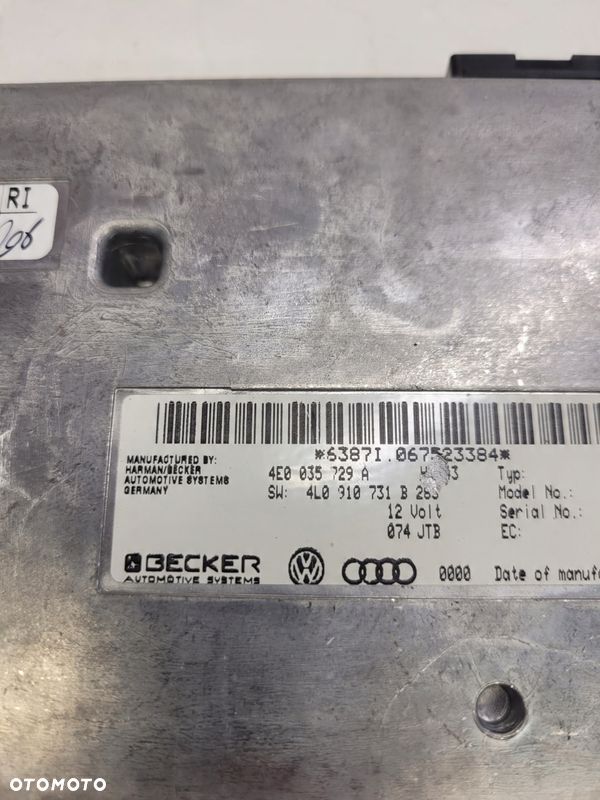 RI
*6387I.067523384*
MANUFACTURED BY:
HARMAN/BECKER
AUTOMOTIVE SYSTEMS
GERMANY
4E0 035 729 A
Typ:
SW: 4L0 910 731 B
Model No.:
12 Volt
Serial No.:
074 JTB
EC:
BECKER
AUTOMOTIVE SYSTEMS
0000
Date of manufa
OTOMOTO